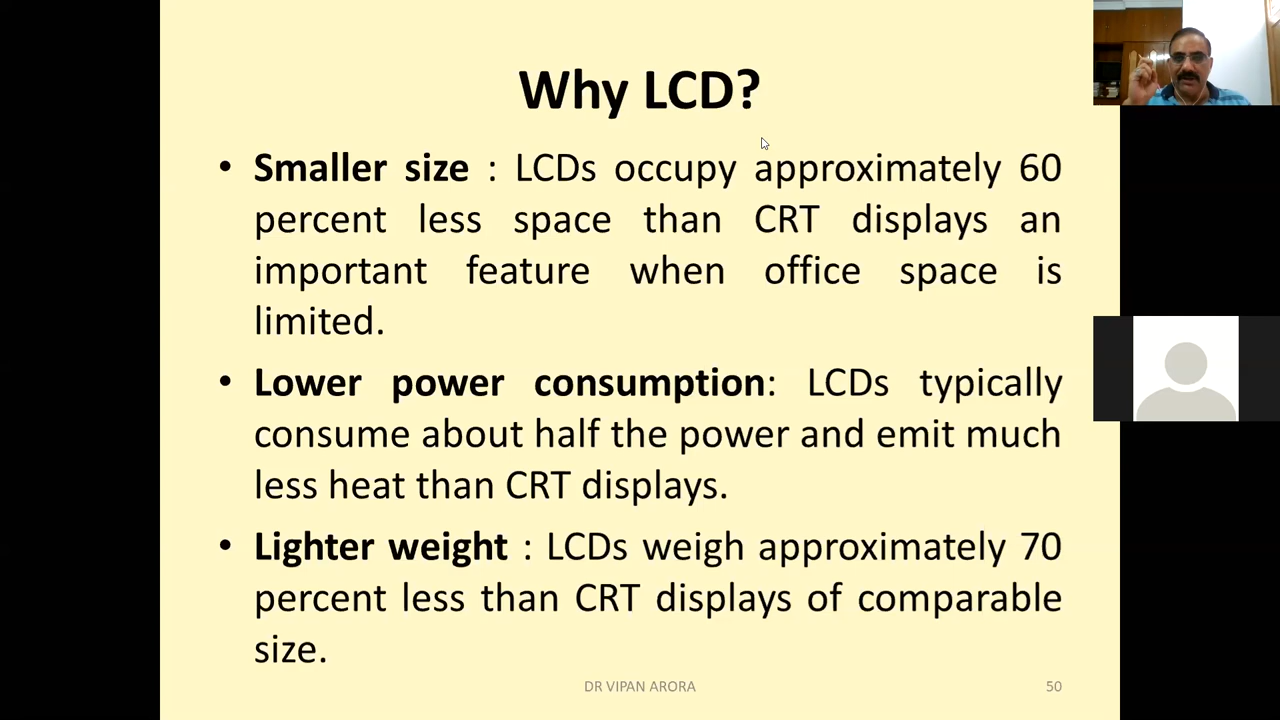 Why LCD?
• Smaller size : LCDs occupy approximately 60
percent less space than CRT displays an
important feature when office space is
limited.
• Lower power consumption: LCDs typically
consume about half the power and emit much
less heat than CRT displays.
• Lighter weight : LCDs weigh approximately 70
percent less than CRT displays of comparable
size.
DR VIPAN ARORA
50